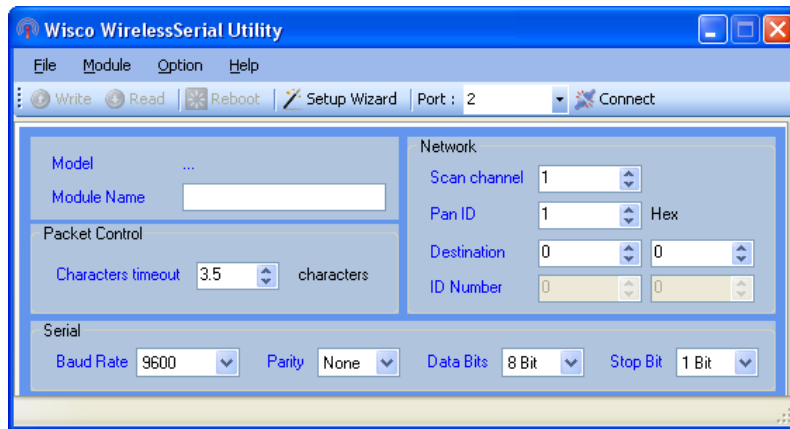 Wisco WirelessSerial Utility
File Module Option Help
Write Read Reboot Setup Wizard Port : 2 Connect
Model ...
Module Name
Packet Control
Characters timeout 3.5 characters
Network
Scan channel 1
Pan ID 1 Hex
Destination 0 0
ID Number 0 0
Serial
Baud Rate 9600 Parity None Data Bits 8 Bit Stop Bit 1 Bit